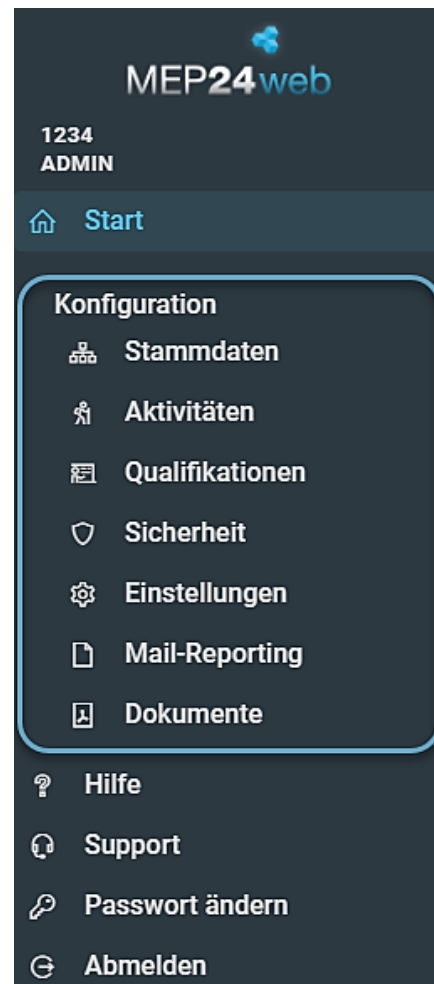 MEP24web
1234
ADMIN
Start
Konfiguration
Stammdaten
Aktivitäten
Qualifikationen
Sicherheit
Einstellungen
Mail-Reporting
Dokumente
Hilfe
Support
Passwort ändern
Abmelden